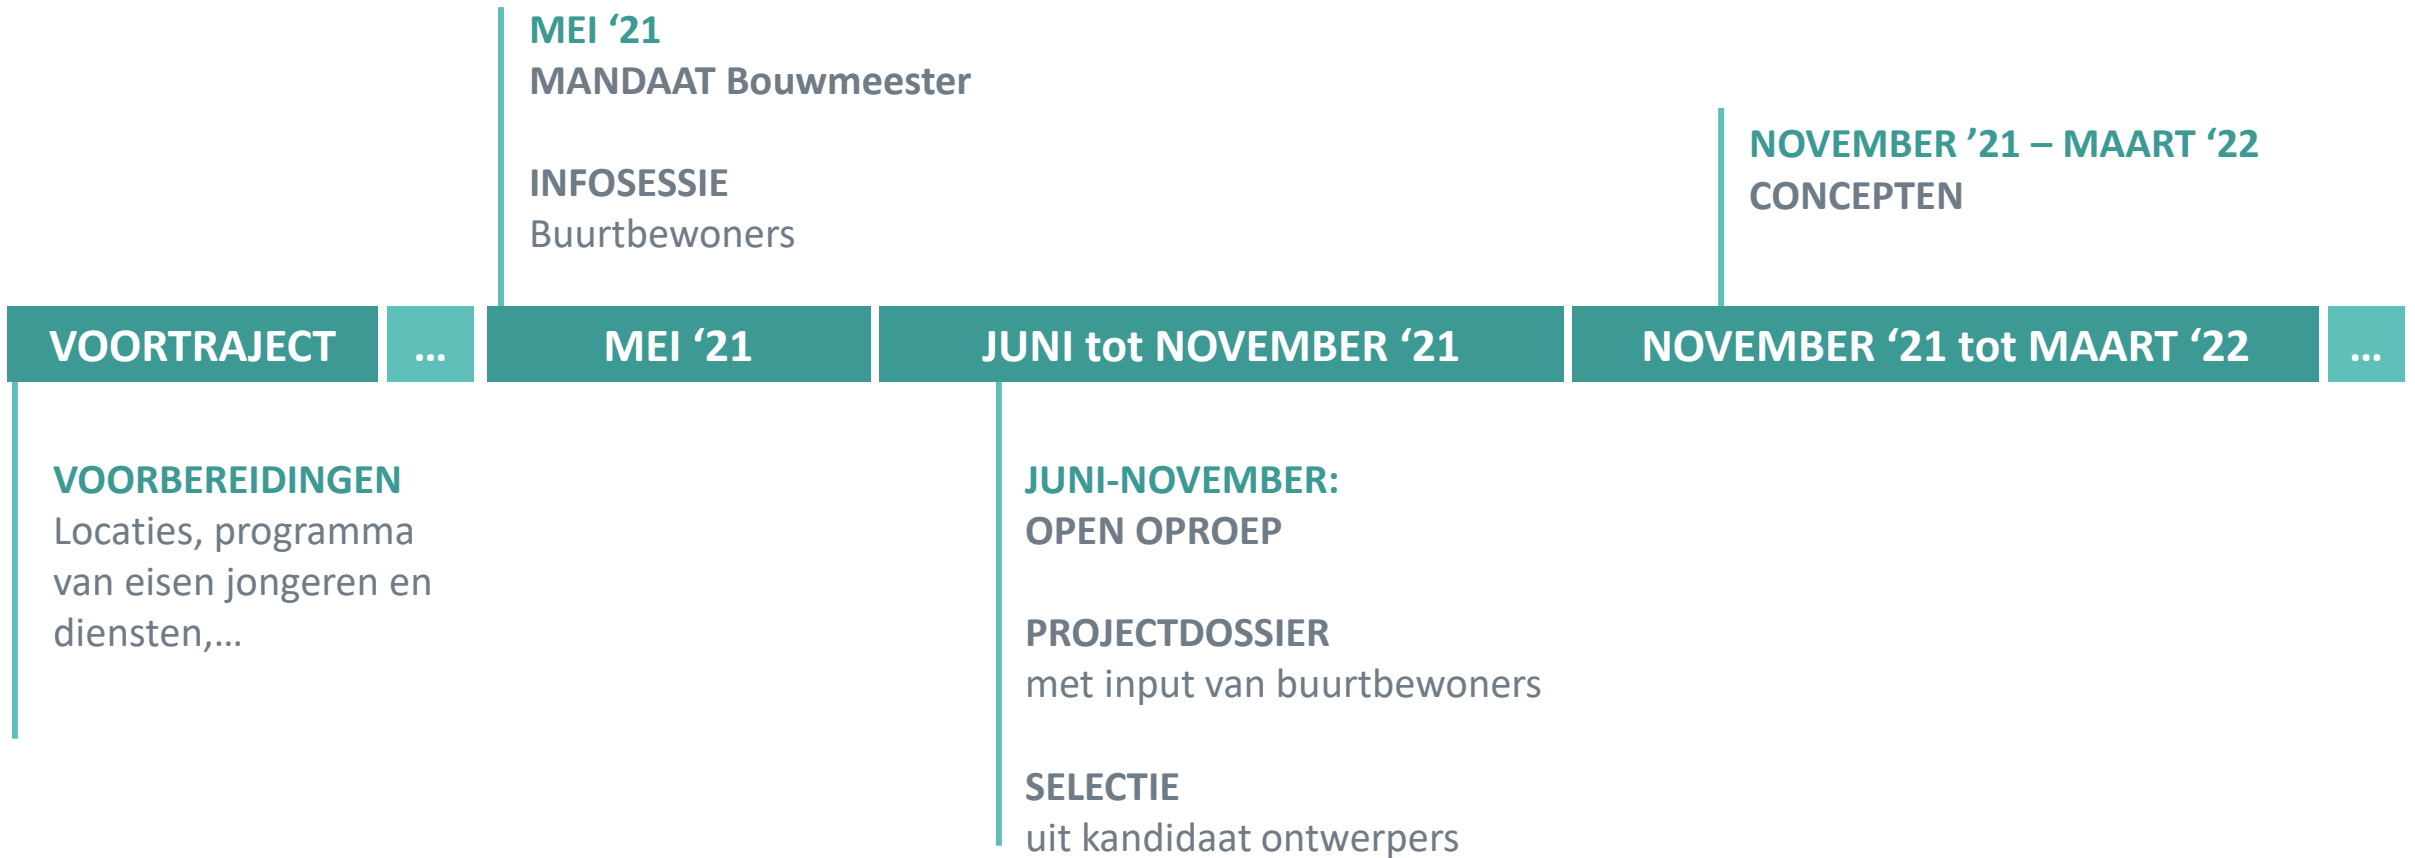 MEI ‘21
MANDAAT Bouwmeester
INFOSESSIE
Buurtbewoners
NOVEMBER ’21 – MAART ‘22
CONCEPTEN
VOORTRAJECT
...
MEI ‘21
JUNI tot NOVEMBER ‘21
NOVEMBER ‘21 tot MAART ‘22
...
VOORBEREIDINGEN
Locaties, programma
van eisen jongeren en
diensten,...
JUNI-NOVEMBER:
OPEN OPROEP
PROJECTDOSSIER
met input van buurtbewoners
SELECTIE
uit kandidaat ontwerpers